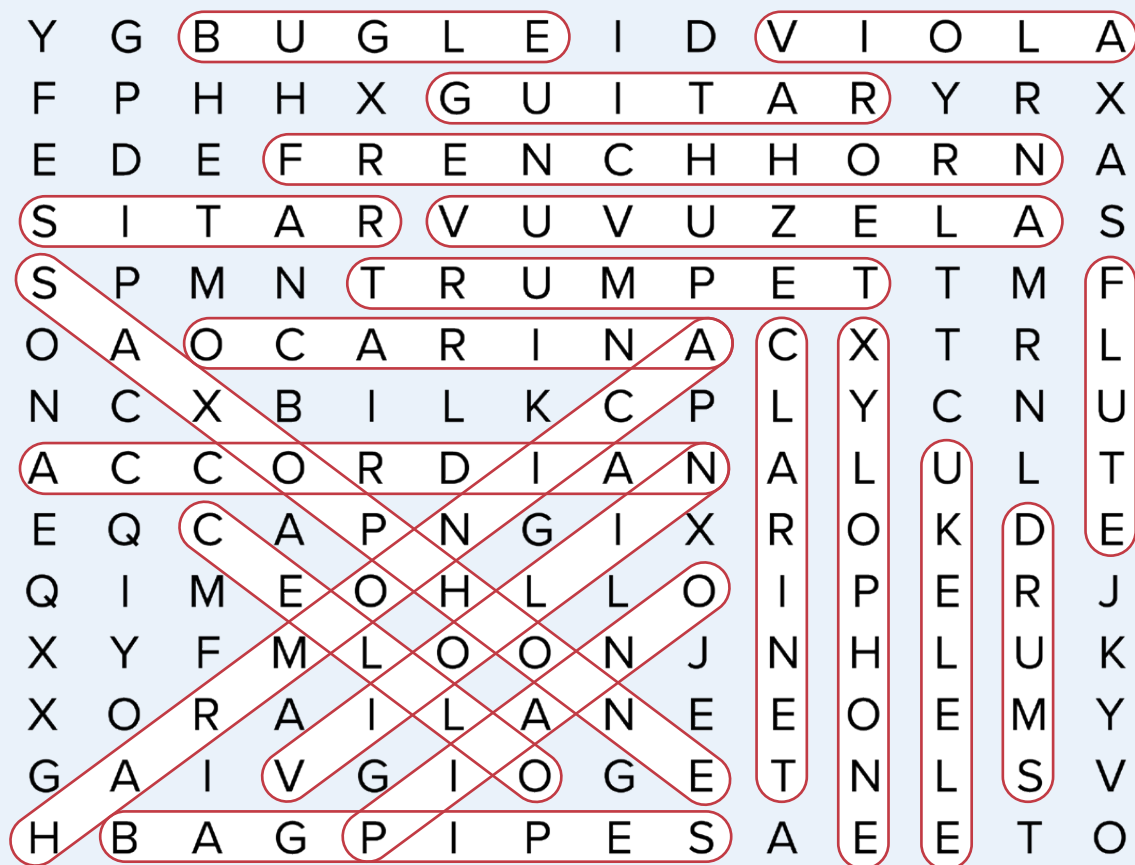 Y G B U G L E I D V I O L A
F P H H X G U I T A R Y R X
E D E F R E N C H H O R N A
S I T A R V U V U Z E L A S
S P M N T R U M P E T T M F
O A O C A R I N A C X T R L
N C X B I L K C P L Y C N U
A C C O R D I A N A L U L T
E Q C A P N G I X R O K D E
Q I M E O H L L O I P E R J
X Y F M L O O N J N H L U K
X O R A I L A N E E O E M Y
G A I V G I O G E T N L S V
H B A G P I P E S A E E T O